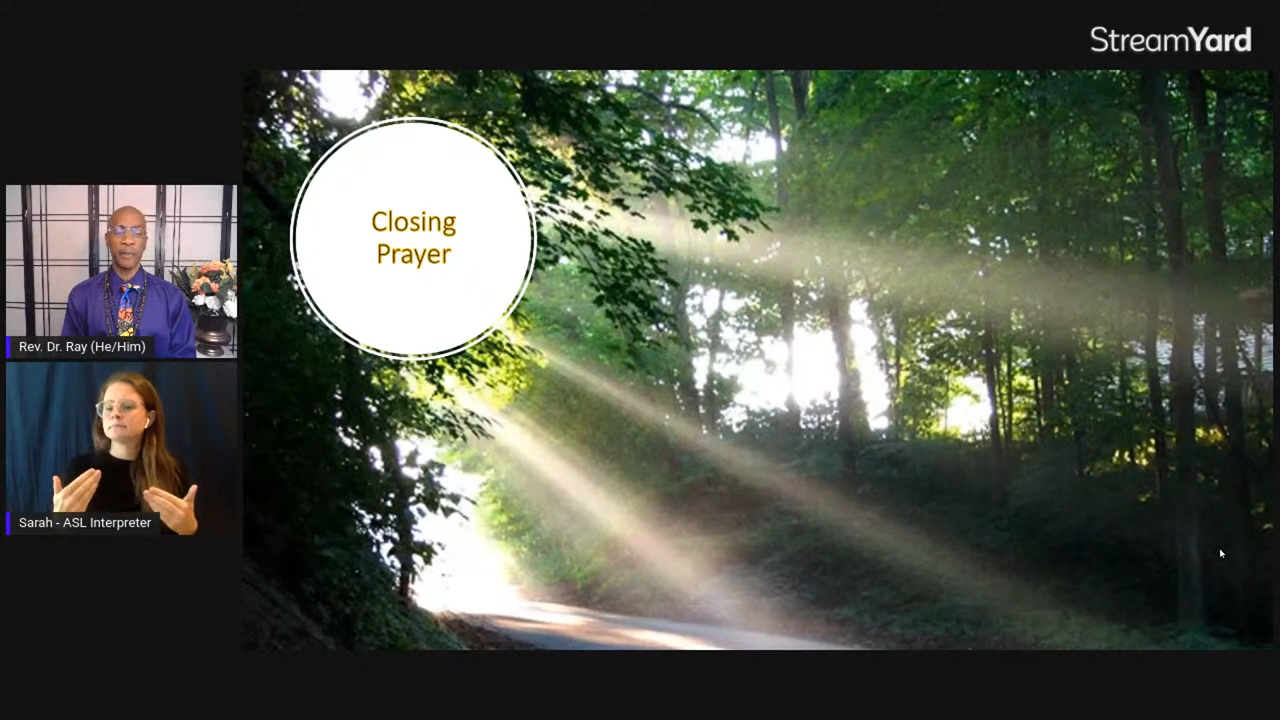 StreamYard
Closing
Prayer
Rev. Dr. Ray (He/Him)
Sarah - ASL Interpreter